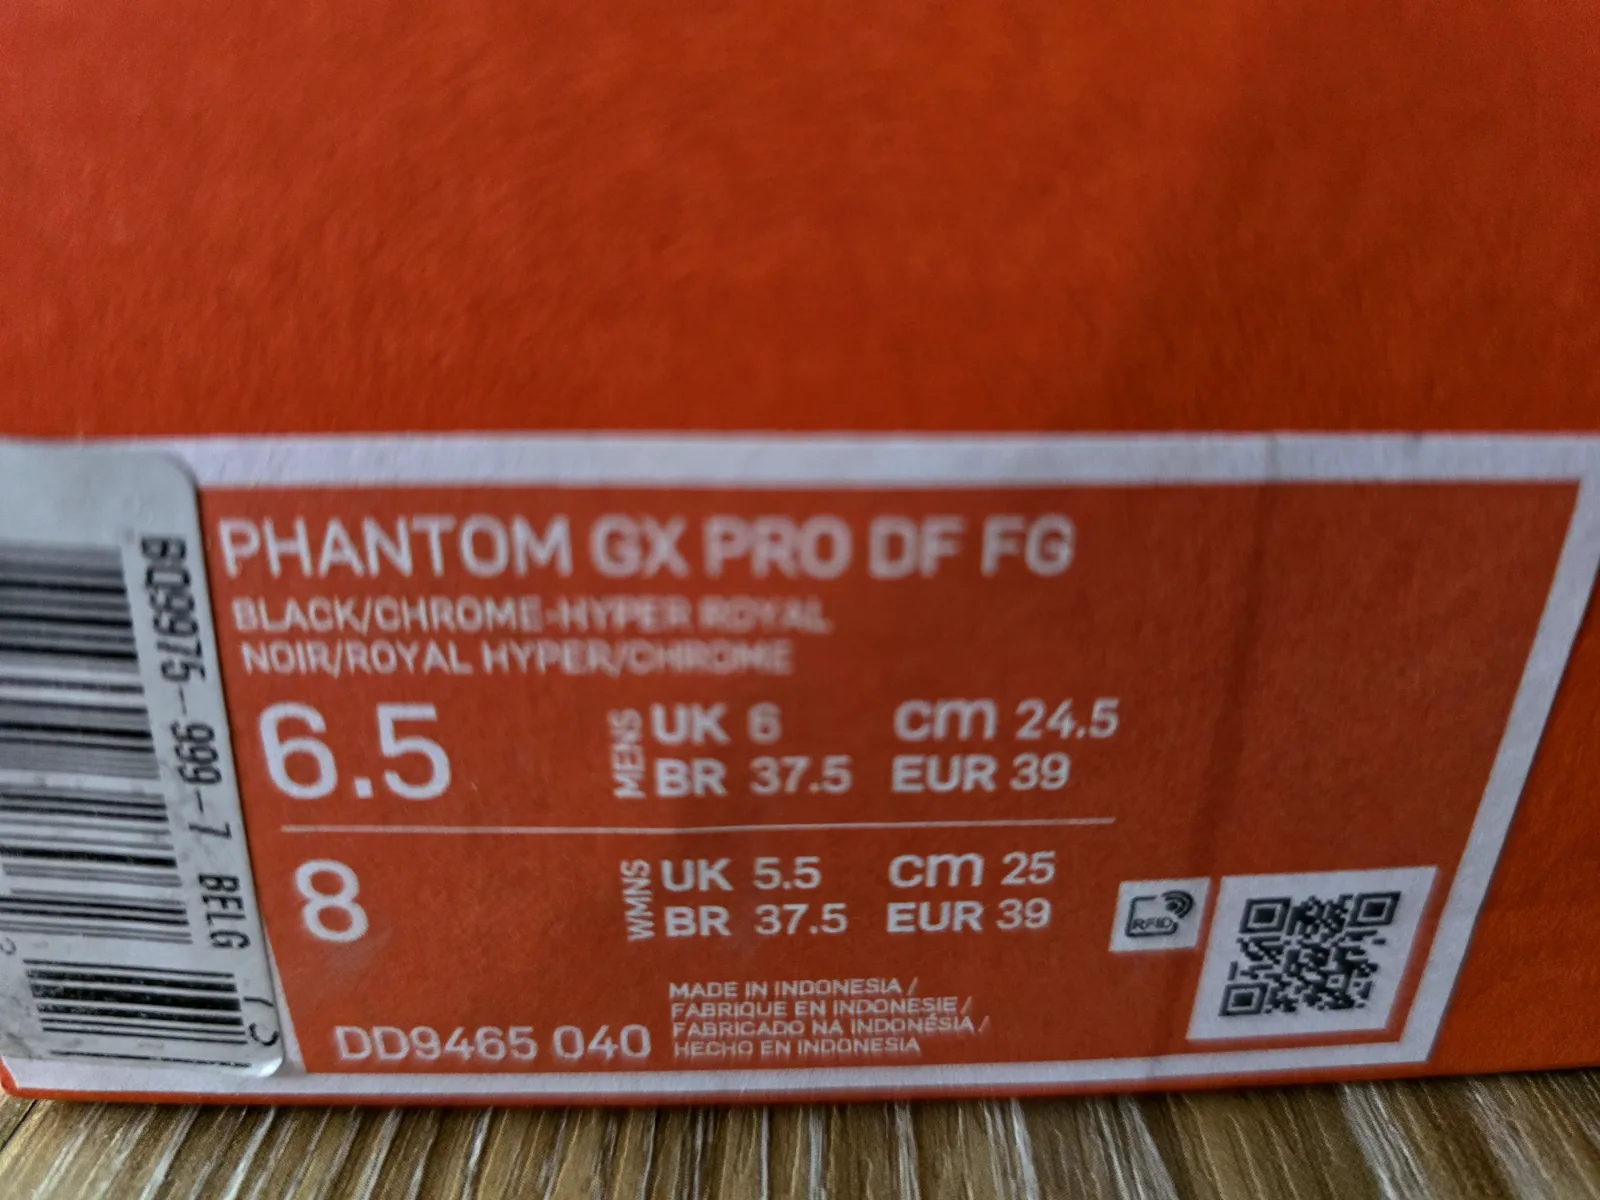 6D9975-999-7 BELG
PHANTOM GX PRO DF FG
BLACK/CHROME-HYPER ROYAL
NOIR/ROYAL HYPER/CHROME
6.5
MENS
UK 6 cm 24.5
BR 37.5 EUR 39
8
WMNS
UK 5.5 cm 25
BR 37.5 EUR 39
RFID
DD9465 040
MADE IN INDONESIA /
FABRIQUE EN INDONESIE /
FABRICADO NA INDONÉSIA /
HECHO EN INDONESIA